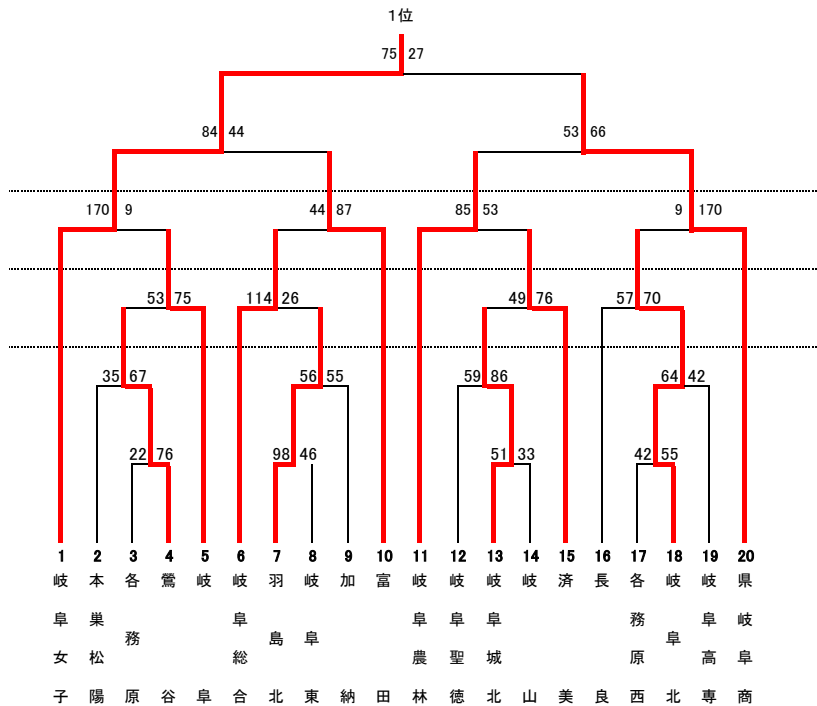 1位
75 27
84 44
53 66
170 9
44 87
85 53
9 170
53 75
114 26
49 76
57 70
35 67
56 55
59 86
64 42
22 76
98 46
51 33
42 55
1 2 3 4 5 6 7 8 9 10 11 12 13 14 15 16 17 18 19 20
岐阜女子
本巣松陽
各務原
鶯谷
岐阜
岐阜総合
羽島北
岐阜東
加納
富田
岐阜農林
岐阜聖徳
岐阜城北
岐山
済美
長良
各務原西
岐阜北
岐阜高専
県岐阜商